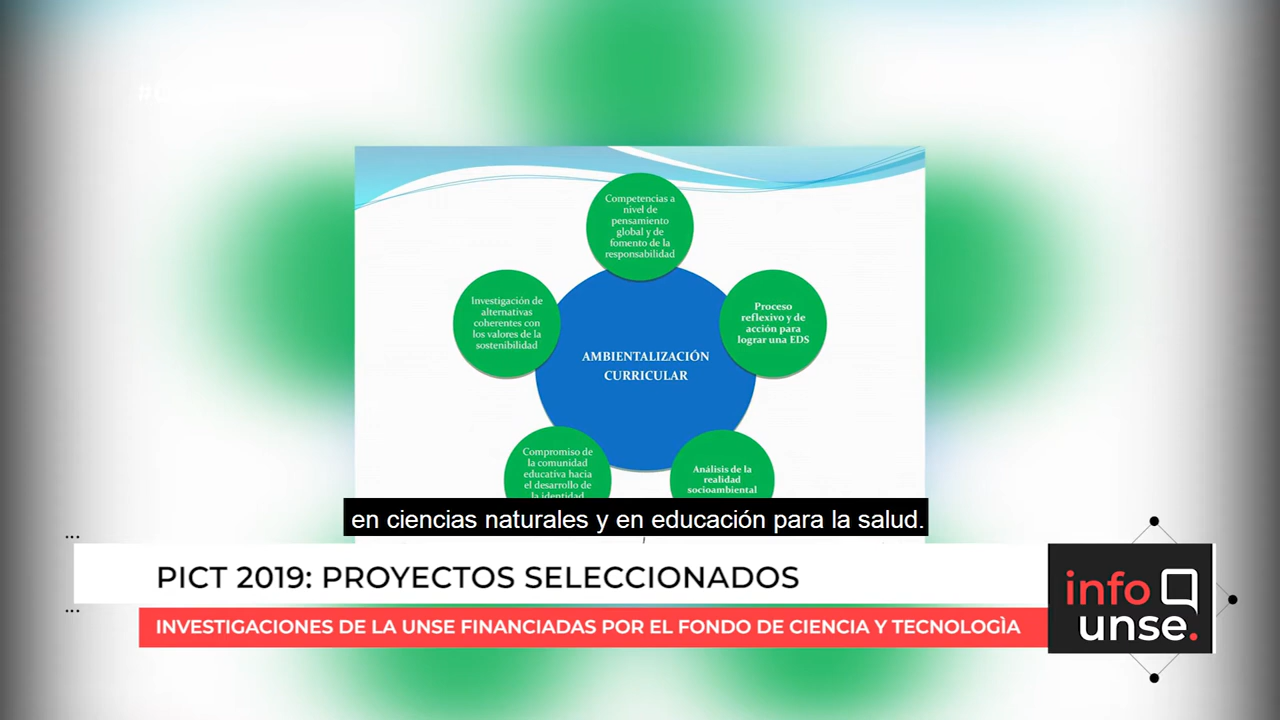 Competencias a
nivel de
pensamiento
global y de
fomento de la
responsabilidad
Investigación de
alternativas
coherentes con
los valores de la
sostenibilidad
Proceso
reflexivo y de
acción para
lograr una EDS
AMBIENTALIZACIÓN
CURRICULAR
Compromiso de
la comunidad
educativa hacia
el desarrollo de
la identidad
Análisis de la
realidad
socioambiental
en ciencias naturales y en educación para la salud.
PICT 2019: PROYECTOS SELECCIONADOS
INVESTIGACIONES DE LA UNSE FINANCIADAS POR EL FONDO DE CIENCIA Y TECNOLOGÌA
info
unse.